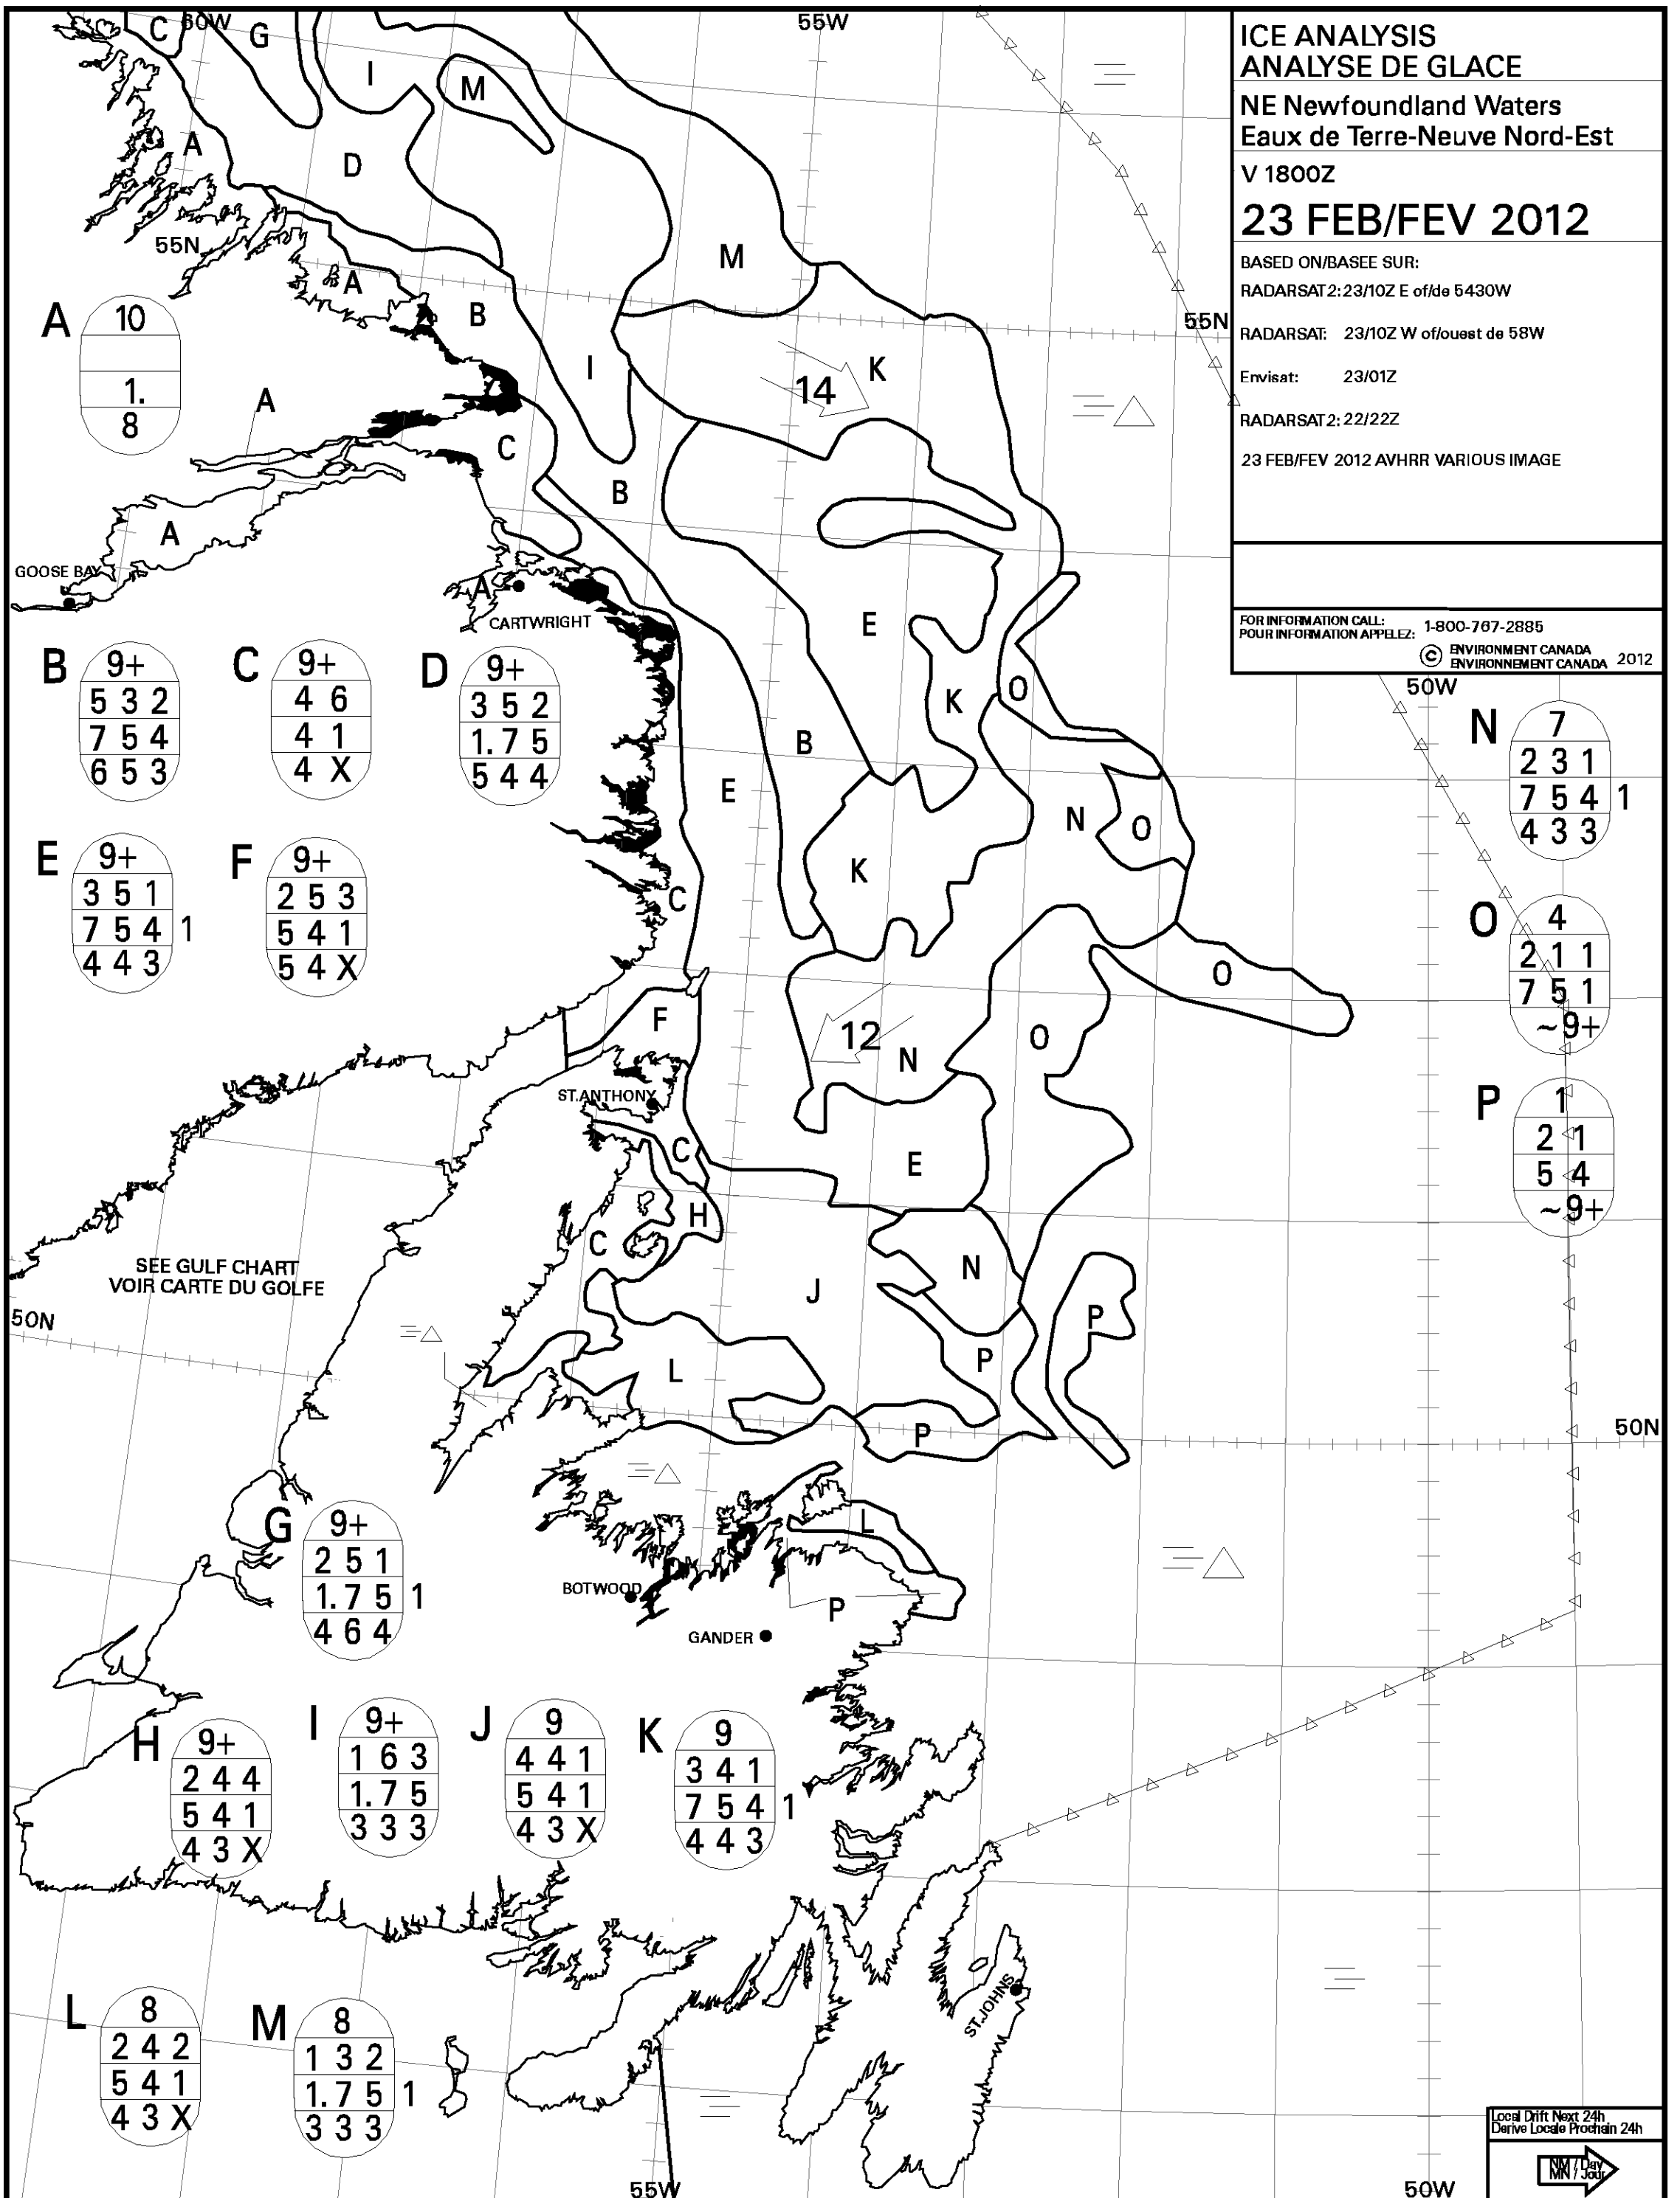 60W
55W
ICE ANALYSIS
ANALYSE DE GLACE
NE Newfoundland Waters
Eaux de Terre-Neuve Nord-Est
V 1800Z
23 FEB/FEV 2012
BASED ON/BASEE SUR:
RADARSAT2: 23/10Z E of/de 5430W
RADARSAT: 23/10Z W of/ouest de 58W
Envisat: 23/01Z
RADARSAT2: 22/22Z
23 FEB/FEV 2012 AVHRR VARIOUS IMAGE
FOR INFORMATION CALL:
POUR INFORMATION APPELEZ: 1-800-767-2885
© ENVIRONMENT CANADA
ENVIRONNEMENT CANADA 2012
C
G
I
M
A
D
M
55N
A
B
55N
I
14
K
A
C
B
A
GOOSE BAY
A
CARTWRIGHT
E
K
O
50W
B
E
N
O
K
C
O
F
12
N
O
ST.ANTHONY
C
E
H
C
N
J
SEE GULF CHART
VOIR CARTE DU GOLFE
50N
P
P
L
P
50N
L
BOTWOOD
P
GANDER
ST.JOHNS
A
10
1.
8
B
9+
5 3 2
7 5 4
6 5 3
C
9+
4 6
4 1
4 X
D
9+
3 5 2
1. 7 5
5 4 4
E
9+
3 5 1
7 5 4 1
4 4 3
F
9+
2 5 3
5 4 1
5 4 X
N
7
2 3 1
7 5 4 1
4 3 3
O
4
2 1 1
7 5 1
~9+
P
1
2 1
5 4
~9+
G
9+
2 5 1
1. 7 5 1
4 6 4
H
9+
2 4 4
5 4 1
4 3 X
I
9+
1 6 3
1. 7 5
3 3 3
J
9
4 4 1
5 4 1
4 3 X
K
9
3 4 1
7 5 4 1
4 4 3
L
8
2 4 2
5 4 1
4 3 X
M
8
1 3 2
1. 7 5 1
3 3 3
Local Drift Next 24h
Derive Locale Prochain 24h
NM / Day
MN / Jour
55W
50W